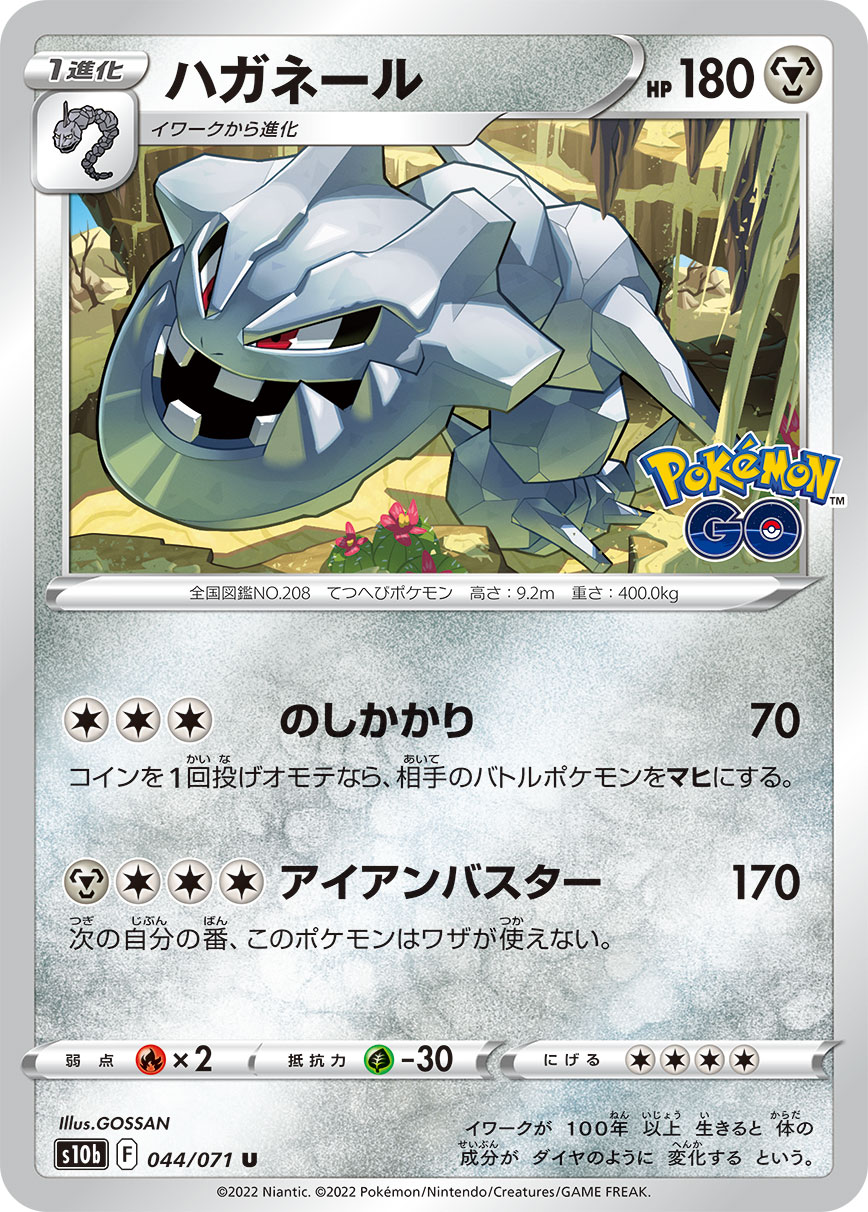 1進化
ハガネール
HP 180
イワークから進化
POKéMON™
GO
全国図鑑NO.208 てつへびポケモン 高さ:9.2m 重さ:400.0kg
のしかかり 70
かい な あいて
コインを1回投げオモテなら、相手のバトルポケモンをマヒにする。
アイアンバスター 170
つぎ じぶん ばん つか
次の自分の番、このポケモンはワザが使えない。
弱点 ×2 抵抗力 -30 にげる
Illus.GOSSAN
ねん いじょう い からだ
イワークが 100年 以上 生きると 体の
せいぶん へんか
成分が ダイヤのように 変化する という。
s10b F 044/071 U
©2022 Niantic. ©2022 Pokémon/Nintendo/Creatures/GAME FREAK.